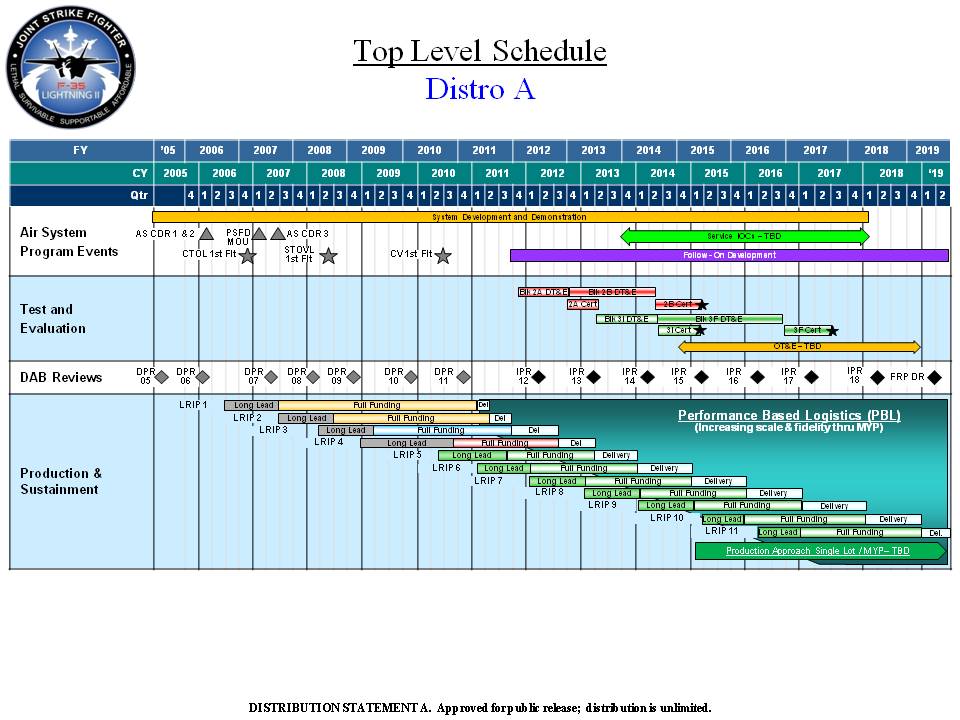 JOINT STRIKE FIGHTER
F-35
LIGHTNING II
LETHAL SURVIVABLE SUPPORTABLE AFFORDABLE
Top Level Schedule
Distro A
FY '05 2006 2007 2008 2009 2010 2011 2012 2013 2014 2015 2016 2017 2018 2019
CY 2005 2006 2007 2008 2009 2010 2011 2012 2013 2014 2015 2016 2017 2018 '19
Qtr 4 1 2 3 4 1 2 3 4 1 2 3 4 1 2 3 4 1 2 3 4 1 2 3 4 1 2 3 4 1 2 3 4 1 2 3 4 1 2 3 4 1 2 3 4 1 2 3 4 1 2 3 4 1 2
Air System
Program Events
System Development and Demonstration
AS CDR 1 & 2
PSFD
MOU
AS CDR 3
Service IOCs – TBD
CTOL 1st Flt
STOVL
1st Flt
CV 1st Flt
Follow - On Development
Test and
Evaluation
Blk 2A DT&E
Blk 2B DT&E
2A Cert
2B Cert
Blk 3I DT&E
Blk 3F DT&E
3I Cert
3F Cert
OT&E – TBD
DAB Reviews
DPR
05
DPR
06
DPR
07
DPR
08
DPR
09
DPR
10
DPR
11
IPR
12
IPR
13
IPR
14
IPR
15
IPR
16
IPR
17
IPR
18
FRP DR
Production &
Sustainment
LRIP 1 Long Lead Full Funding Del
LRIP 2 Long Lead Full Funding Del
LRIP 3 Long Lead Full Funding Del
LRIP 4 Long Lead Full Funding Del
LRIP 5 Long Lead Full Funding Delivery
LRIP 6 Long Lead Full Funding Delivery
LRIP 7 Long Lead Full Funding Delivery
LRIP 8 Long Lead Full Funding Delivery
LRIP 9 Long Lead Full Funding Delivery
LRIP 10 Long Lead Full Funding Delivery
LRIP 11 Long Lead Full Funding Del.
Performance Based Logistics (PBL)
(Increasing scale & fidelity thru MYP)
Production Approach Single Lot / MYP– TBD
DISTRIBUTION STATEMENT A. Approved for public release; distribution is unlimited.